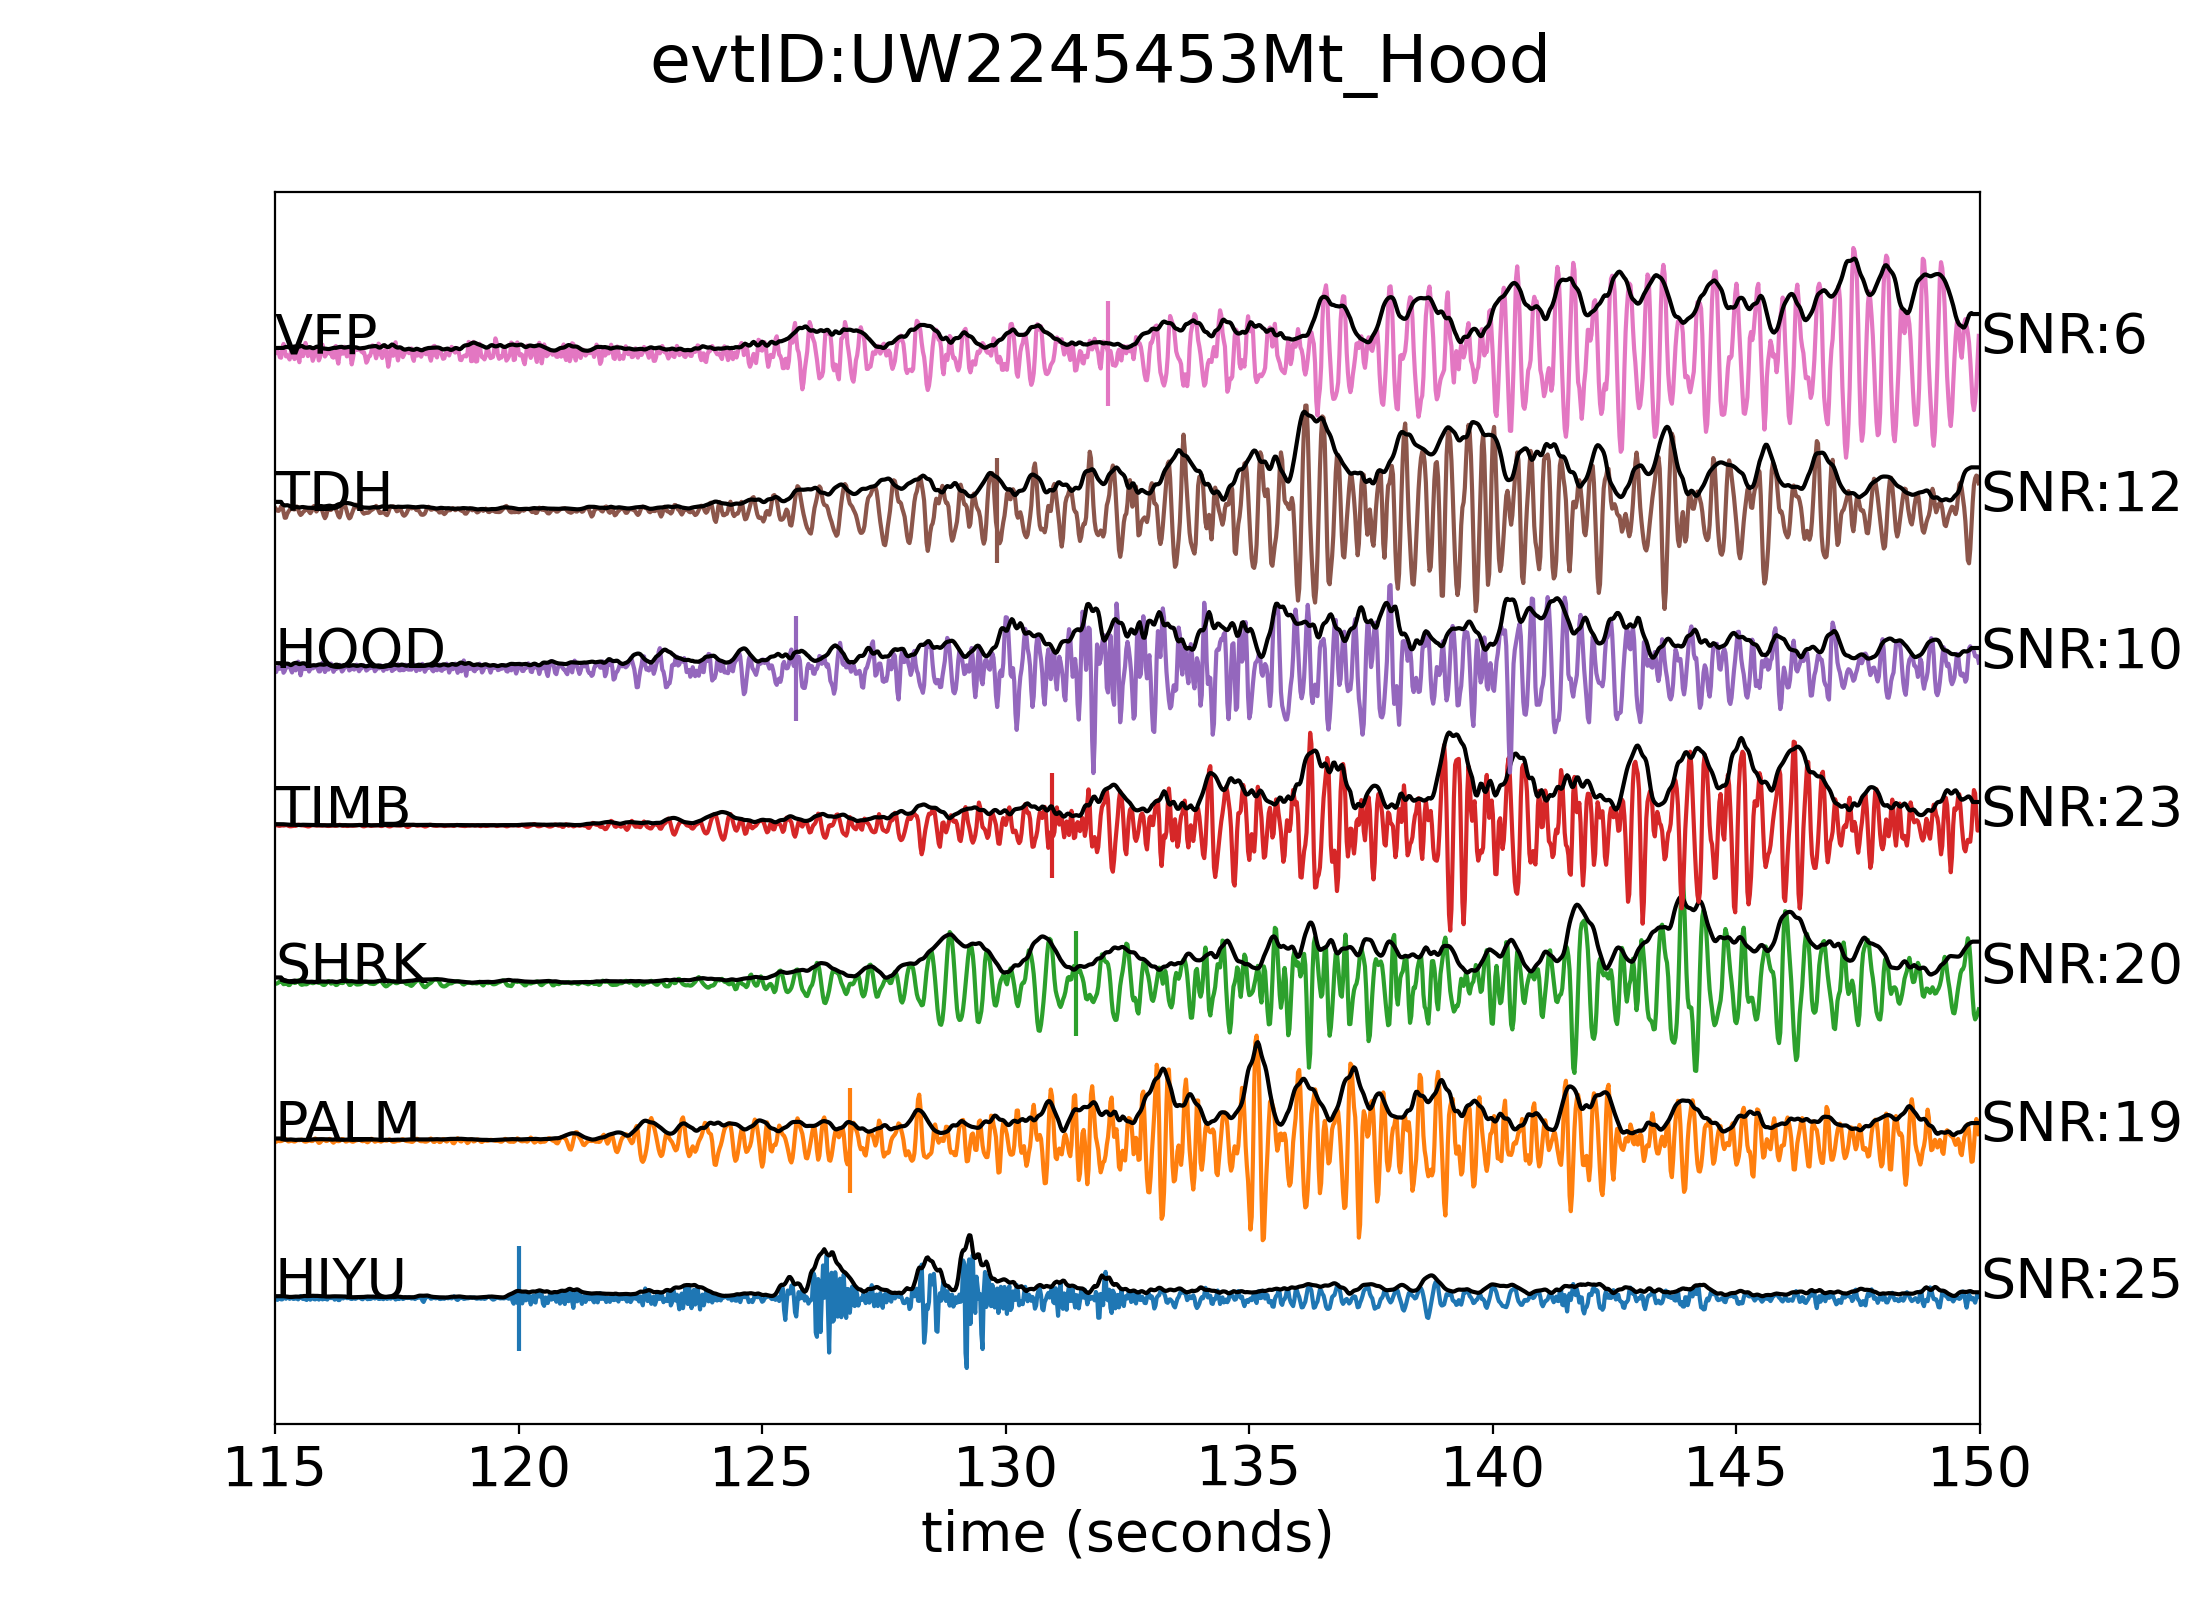 evtID:UW2245453Mt_Hood
VFP SNR:6
TDH SNR:12
HOOD SNR:10
TIMB SNR:23
SHRK SNR:20
PALM SNR:19
HIYU SNR:25
115 120 125 130 135 140 145 150
time (seconds)